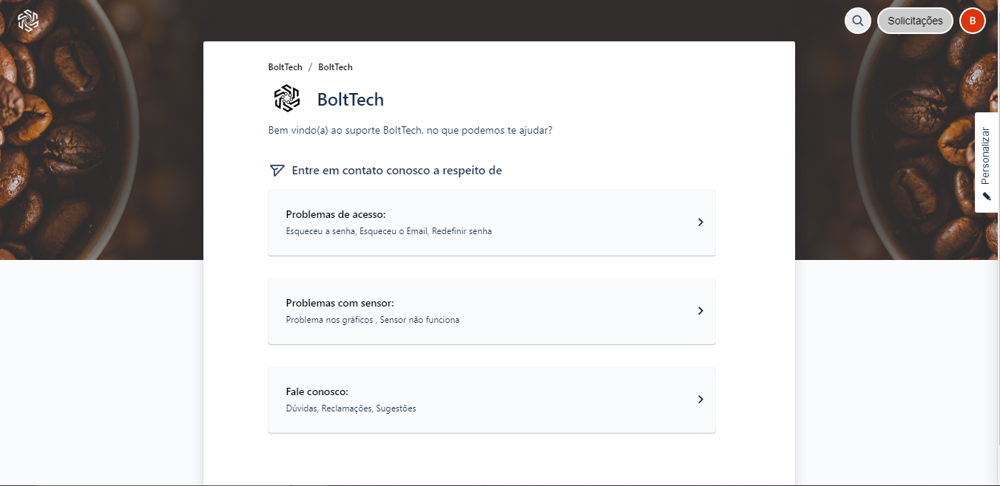 Solicitações
B
BoltTech / BoltTech
BoltTech
Bem vindo(a) ao suporte BoltTech, no que podemos te ajudar?
Entre em contato conosco a respeito de
Problemas de acesso:
Esqueceu a senha, Esqueceu o Email, Redefinir senha
Problemas com sensor:
Problema nos gráficos , Sensor não funciona
Fale conosco:
Dúvidas, Reclamações, Sugestões
Personalizar